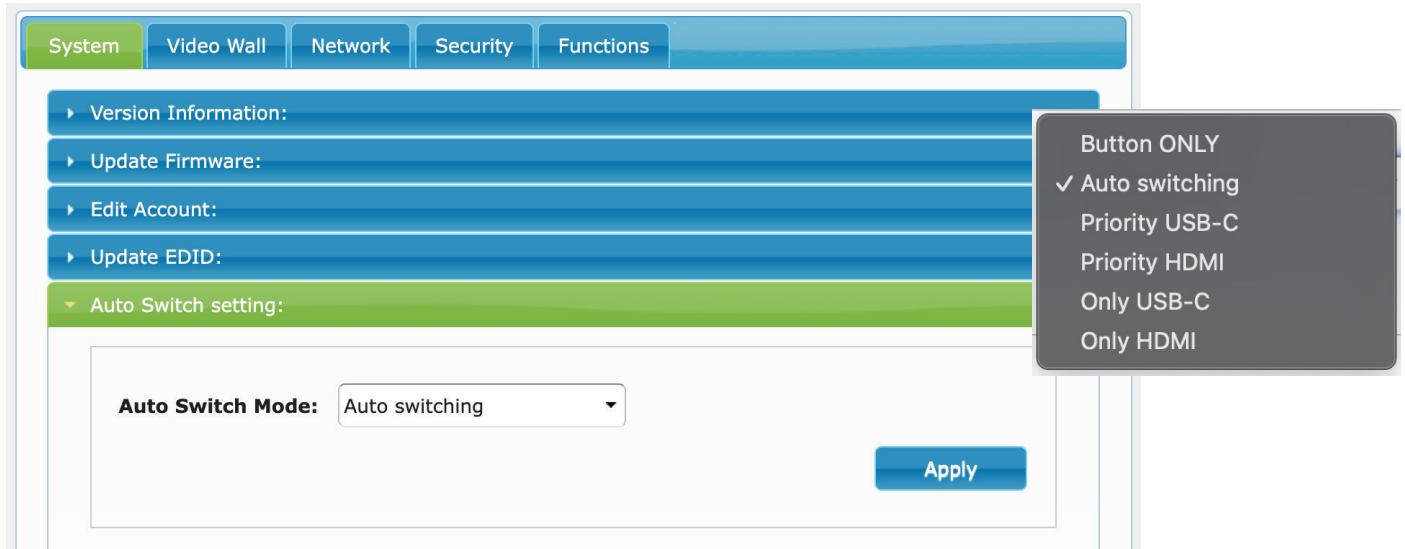 System Video Wall Network Security Functions
Version Information:
Update Firmware:
Edit Account:
Update EDID:
Auto Switch setting:
Auto Switch Mode: Auto switching
Apply
Button ONLY
✓ Auto switching
Priority USB-C
Priority HDMI
Only USB-C
Only HDMI